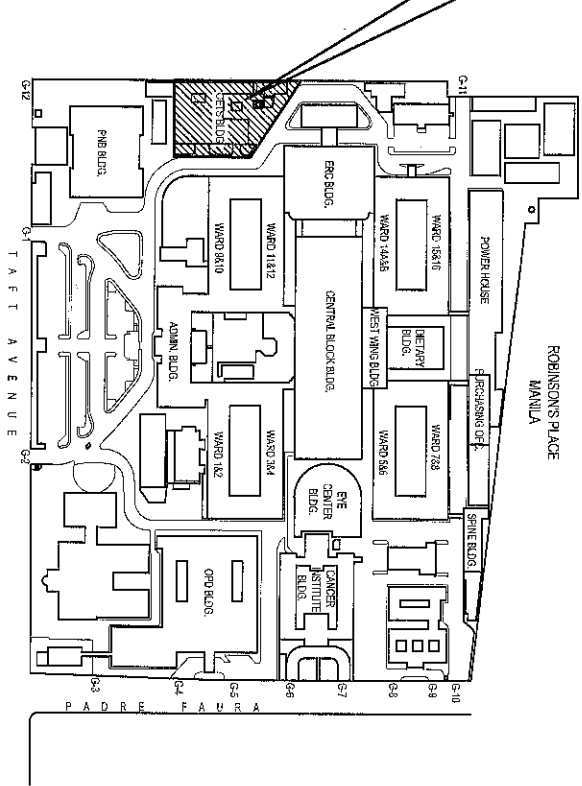 G-12
G-11
OETS BLDG.
PNB BLDG.
ERC BLDG.
WARD 9&10
WARD 11&12
WARD 14A&B
WARD 15&16
POWER HOUSE
ROBINSON'S PLACE
MANILA
G-1
TAFT AVENUE
ADMIN. BLDG.
CENTRAL BLOCK BLDG.
WEST WING BLDG.
DIETARY
BLDG.
PURCHASING OFC.
G-2
WARD 1&2
WARD 3&4
WARD 5&6
WARD 7&8
SPINE BLDG.
EYE
CENTER
BLDG.
OPD BLDG.
CANCER
INSTITUTE
BLDG.
G-3
G-4
G-5
G-6
G-7
G-8
G-9
G-10
PADRE FAURA